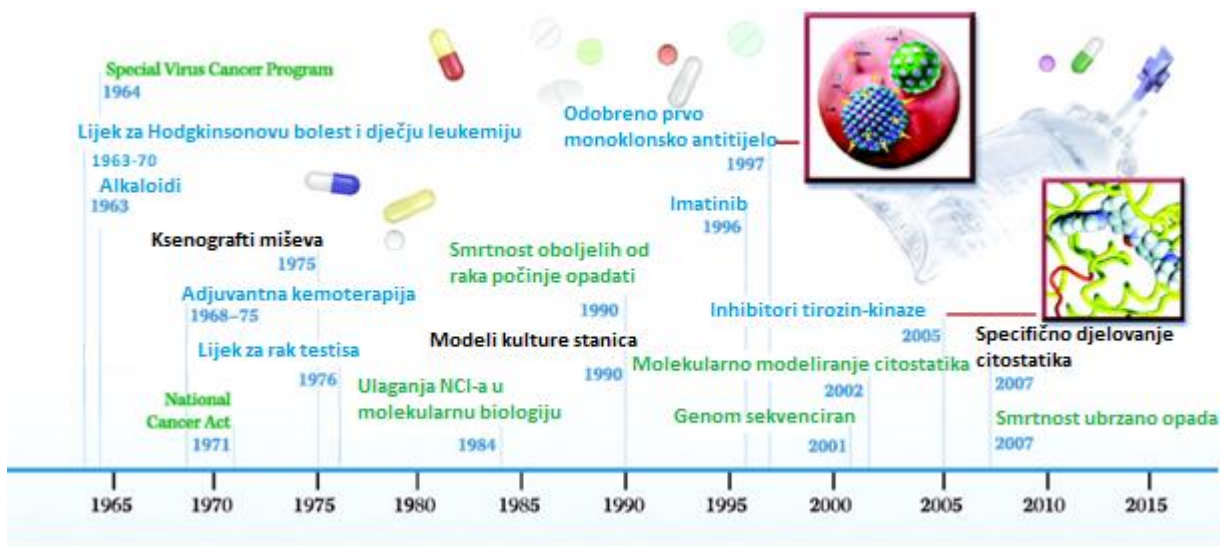 Special Virus Cancer Program
1964
Lijek za Hodgkinsonovu bolest i dječju leukemiju
1963-70
Alkaloidi
1963
Ksenografti miševa
1975
Adjuvantna kemoterapija
1968–75
Lijek za rak testisa
1976
National
Cancer Act
1971
Ulaganja NCI-a u
molekularnu biologiju
1984
Smrtnost oboljelih od
raka počinje opadati
1990
Modeli kulture stanica
1990
Odobreno prvo
monoklonsko antitijelo
1997
Imatinib
1996
Inhibitori tirozin-kinaze
2005
Molekularno modeliranje citostatika
2002
Genom sekvenciran
2001
Specifično djelovanje
citostatika
2007
Smrtnost ubrzano opada
2007
1965 1970 1975 1980 1985 1990 1995 2000 2005 2010 2015